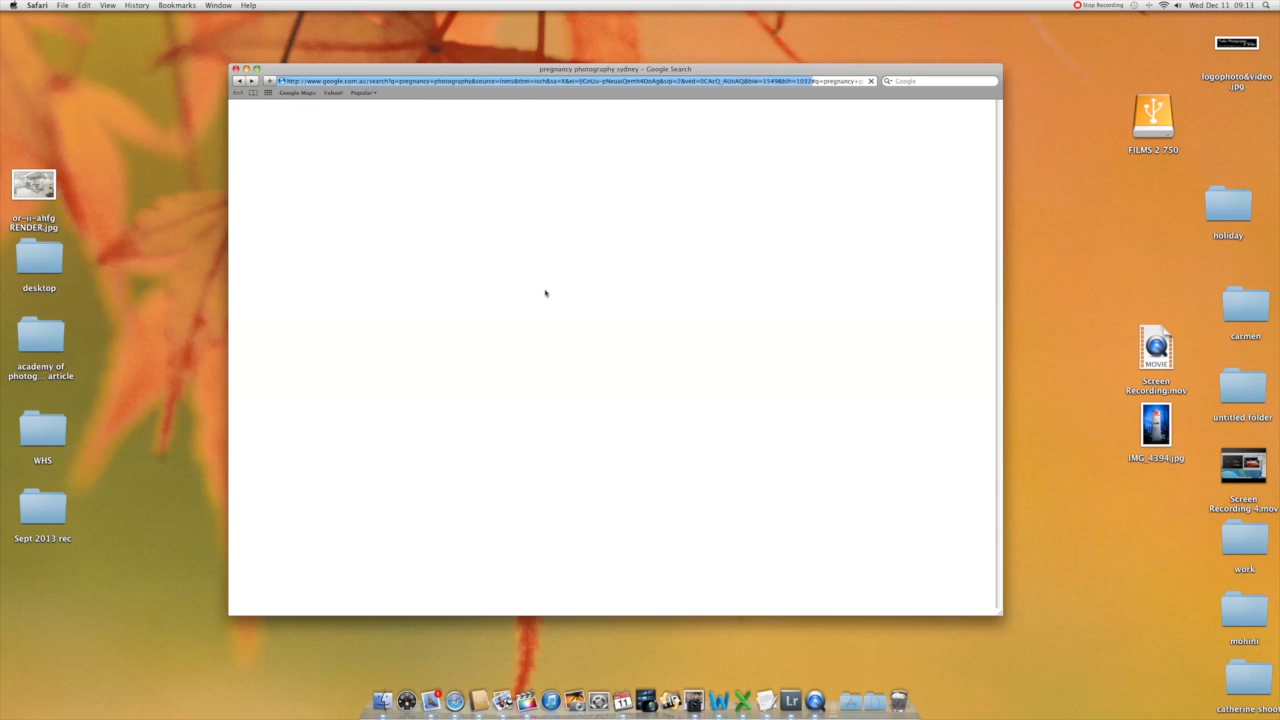 Safari File Edit View History Bookmarks Window Help
Stop Recording Wed Dec 11 09:13
pregnancy photography sydney – Google Search
Google
Google Maps Yahoo! Popular
logophoto&video
.jpg
FILMS 2 750
or-ii-ahfg
RENDER.jpg
holiday
desktop
carmen
academy of
photog... article
MOVIE
Screen
Recording.mov
untitled folder
WHS
IMG_4394.jpg
Screen
Recording 4.mov
Sept 2013 rec
work
mohini
11
W X Lr
catherine shoot